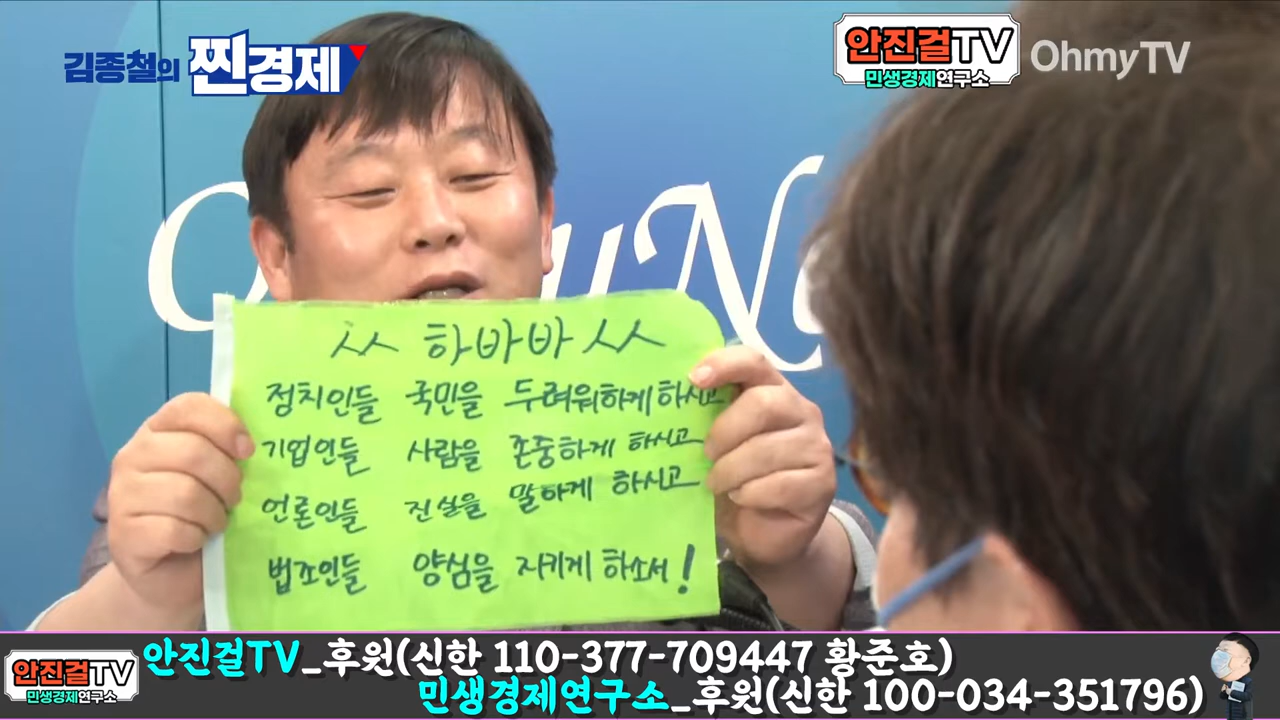 김종철의 찐경제
안진걸TV
민생경제연구소
OhmyTV
ㅅㅅ 하바바 ㅅㅅ
정치인들 국민을 두려워하게 하시고
기업인들 사람을 존중하게 하시고
언론인들 진실을 말하게 하시고
법조인들 양심을 지키게 하소서!
안진걸TV
민생경제연구소
안진걸TV_후원(신한 110-377-709447 황준호)
민생경제연구소_후원(신한 100-034-351796)